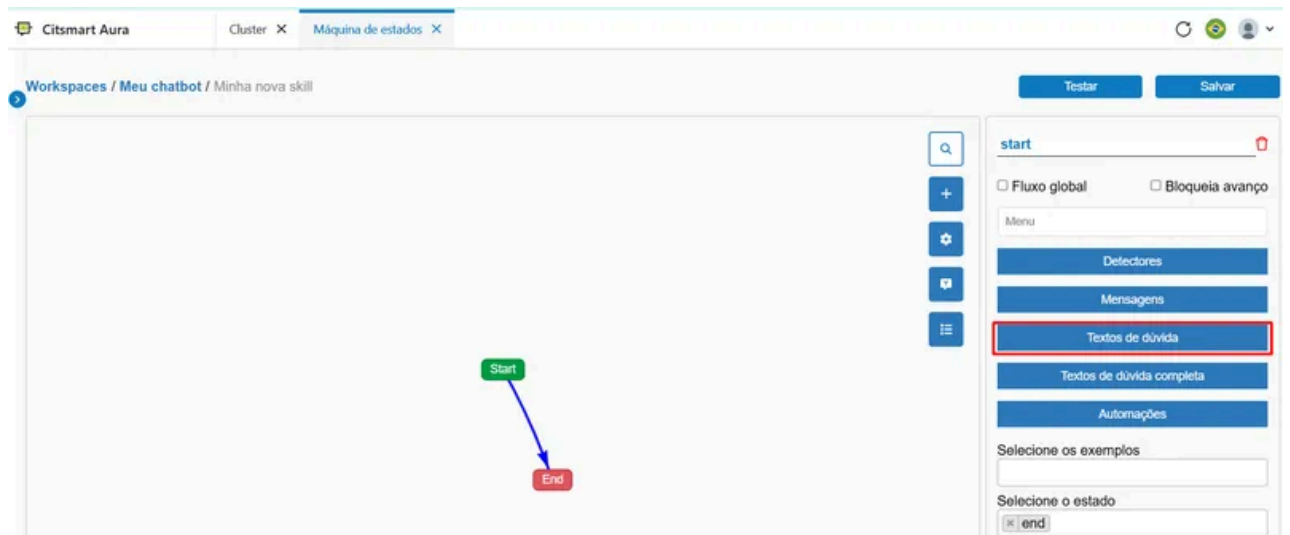 Citsmart Aura
Cluster ×
Máquina de estados ×
Workspaces / Meu chatbot / Minha nova skill
Testar
Salvar
start
Fluxo global
Bloqueia avanço
Menu
Detectores
Mensagens
Textos de dúvida
Textos de dúvida completa
Automações
Selecione os exemplos
Selecione o estado
× end
Start
End